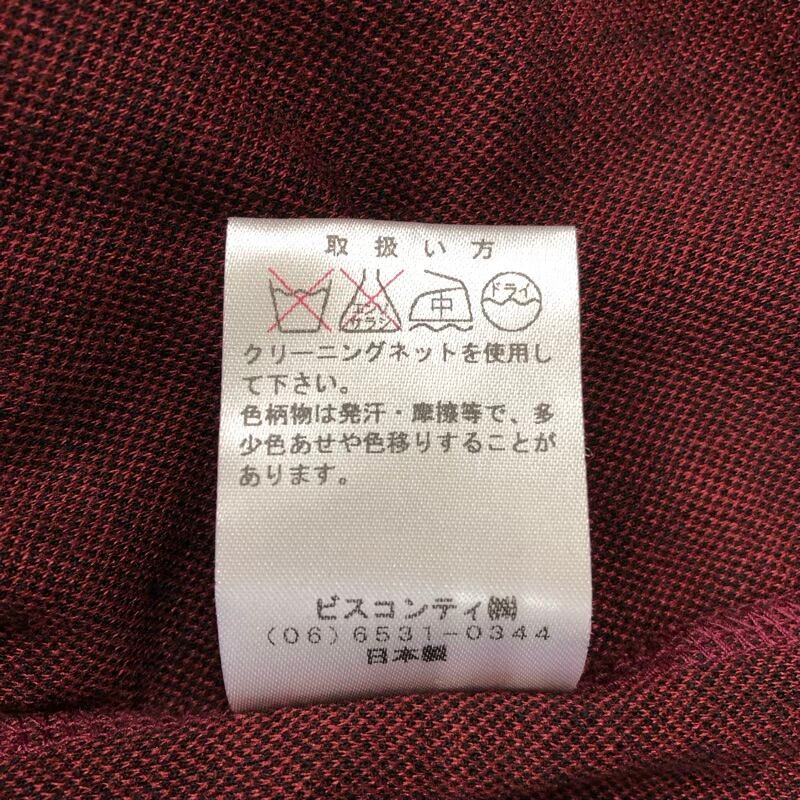 取扱い方
エンソ
サラシ
中
ドライ
クリーニングネットを使用し
て下さい。
色柄物は発汗・摩擦等で、多
少色あせや色移りすることが
あります。
ビスコンティ㈱
(06)6531-0344
日本製